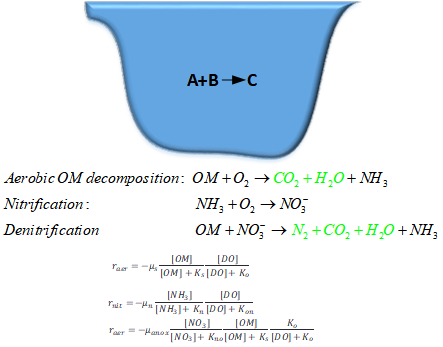 A+B→C
Aerobic OM decomposition: OM + O₂ → CO₂ + H₂O + NH₃
Nitrification: NH₃ + O₂ → NO₃⁻
Denitrification OM + NO₃⁻ → N₂ + CO₂ + H₂O + NH₃
r_aer = −μ_s [OM]/([OM] + K_s) [DO]/([DO] + K_o)
r_nit = −μ_n [NH₃]/([NH₃] + K_n) [DO]/([DO] + K_on)
r_aer = −μ_anox [NO₃]/([NO₃] + K_no) [OM]/([OM] + K_s) K_o/([DO] + K_o)